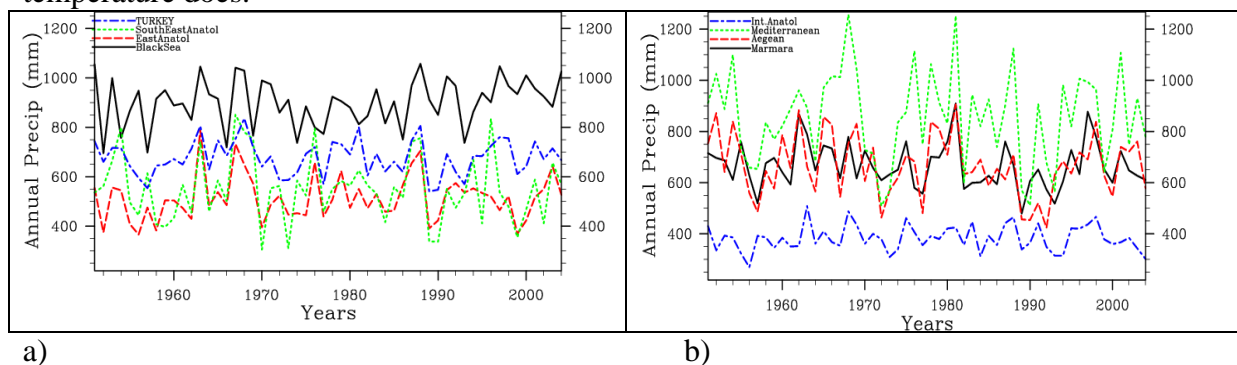 temperature does.
TURKEY
SouthEastAnatol
EastAnatol
BlackSea
Annual Precip (mm)
1200
1000
800
600
400
1200
1000
800
600
400
1960
1970
1980
1990
2000
Years
Int.Anatol
Mediterranean
Aegean
Marmara
Annual Precip (mm)
1200
1000
800
600
400
1200
1000
800
600
400
1960
1970
1980
1990
2000
Years
a)
b)